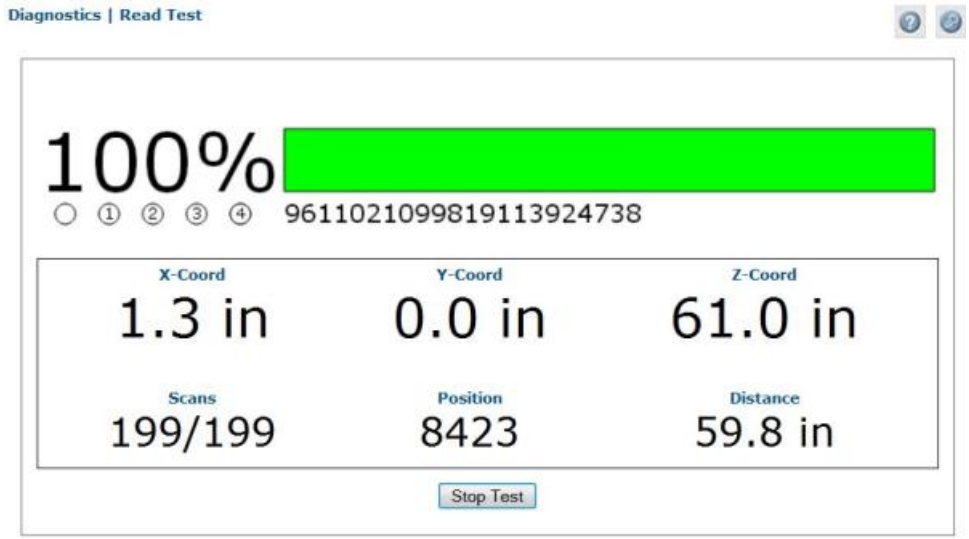 Diagnostics | Read Test
?
100%
① ② ③ ④ 9611021099819113924738
X-Coord Y-Coord Z-Coord
1.3 in 0.0 in 61.0 in
Scans Position Distance
199/199 8423 59.8 in
Stop Test